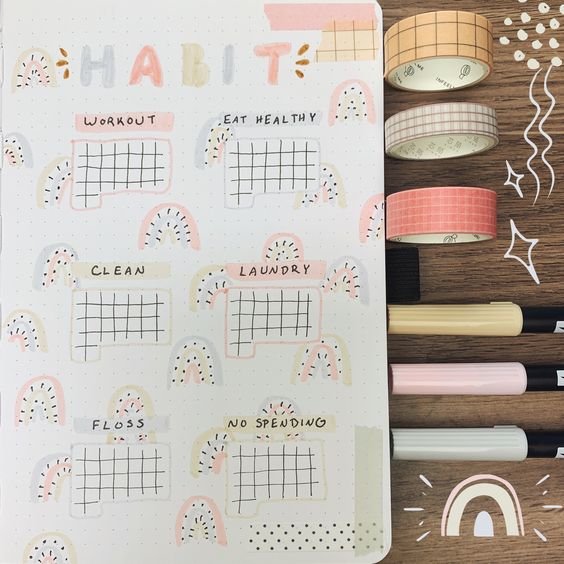 HABIT
WORKOUT
EAT HEALTHY
CLEAN
LAUNDRY
FLOSS
NO SPENDING